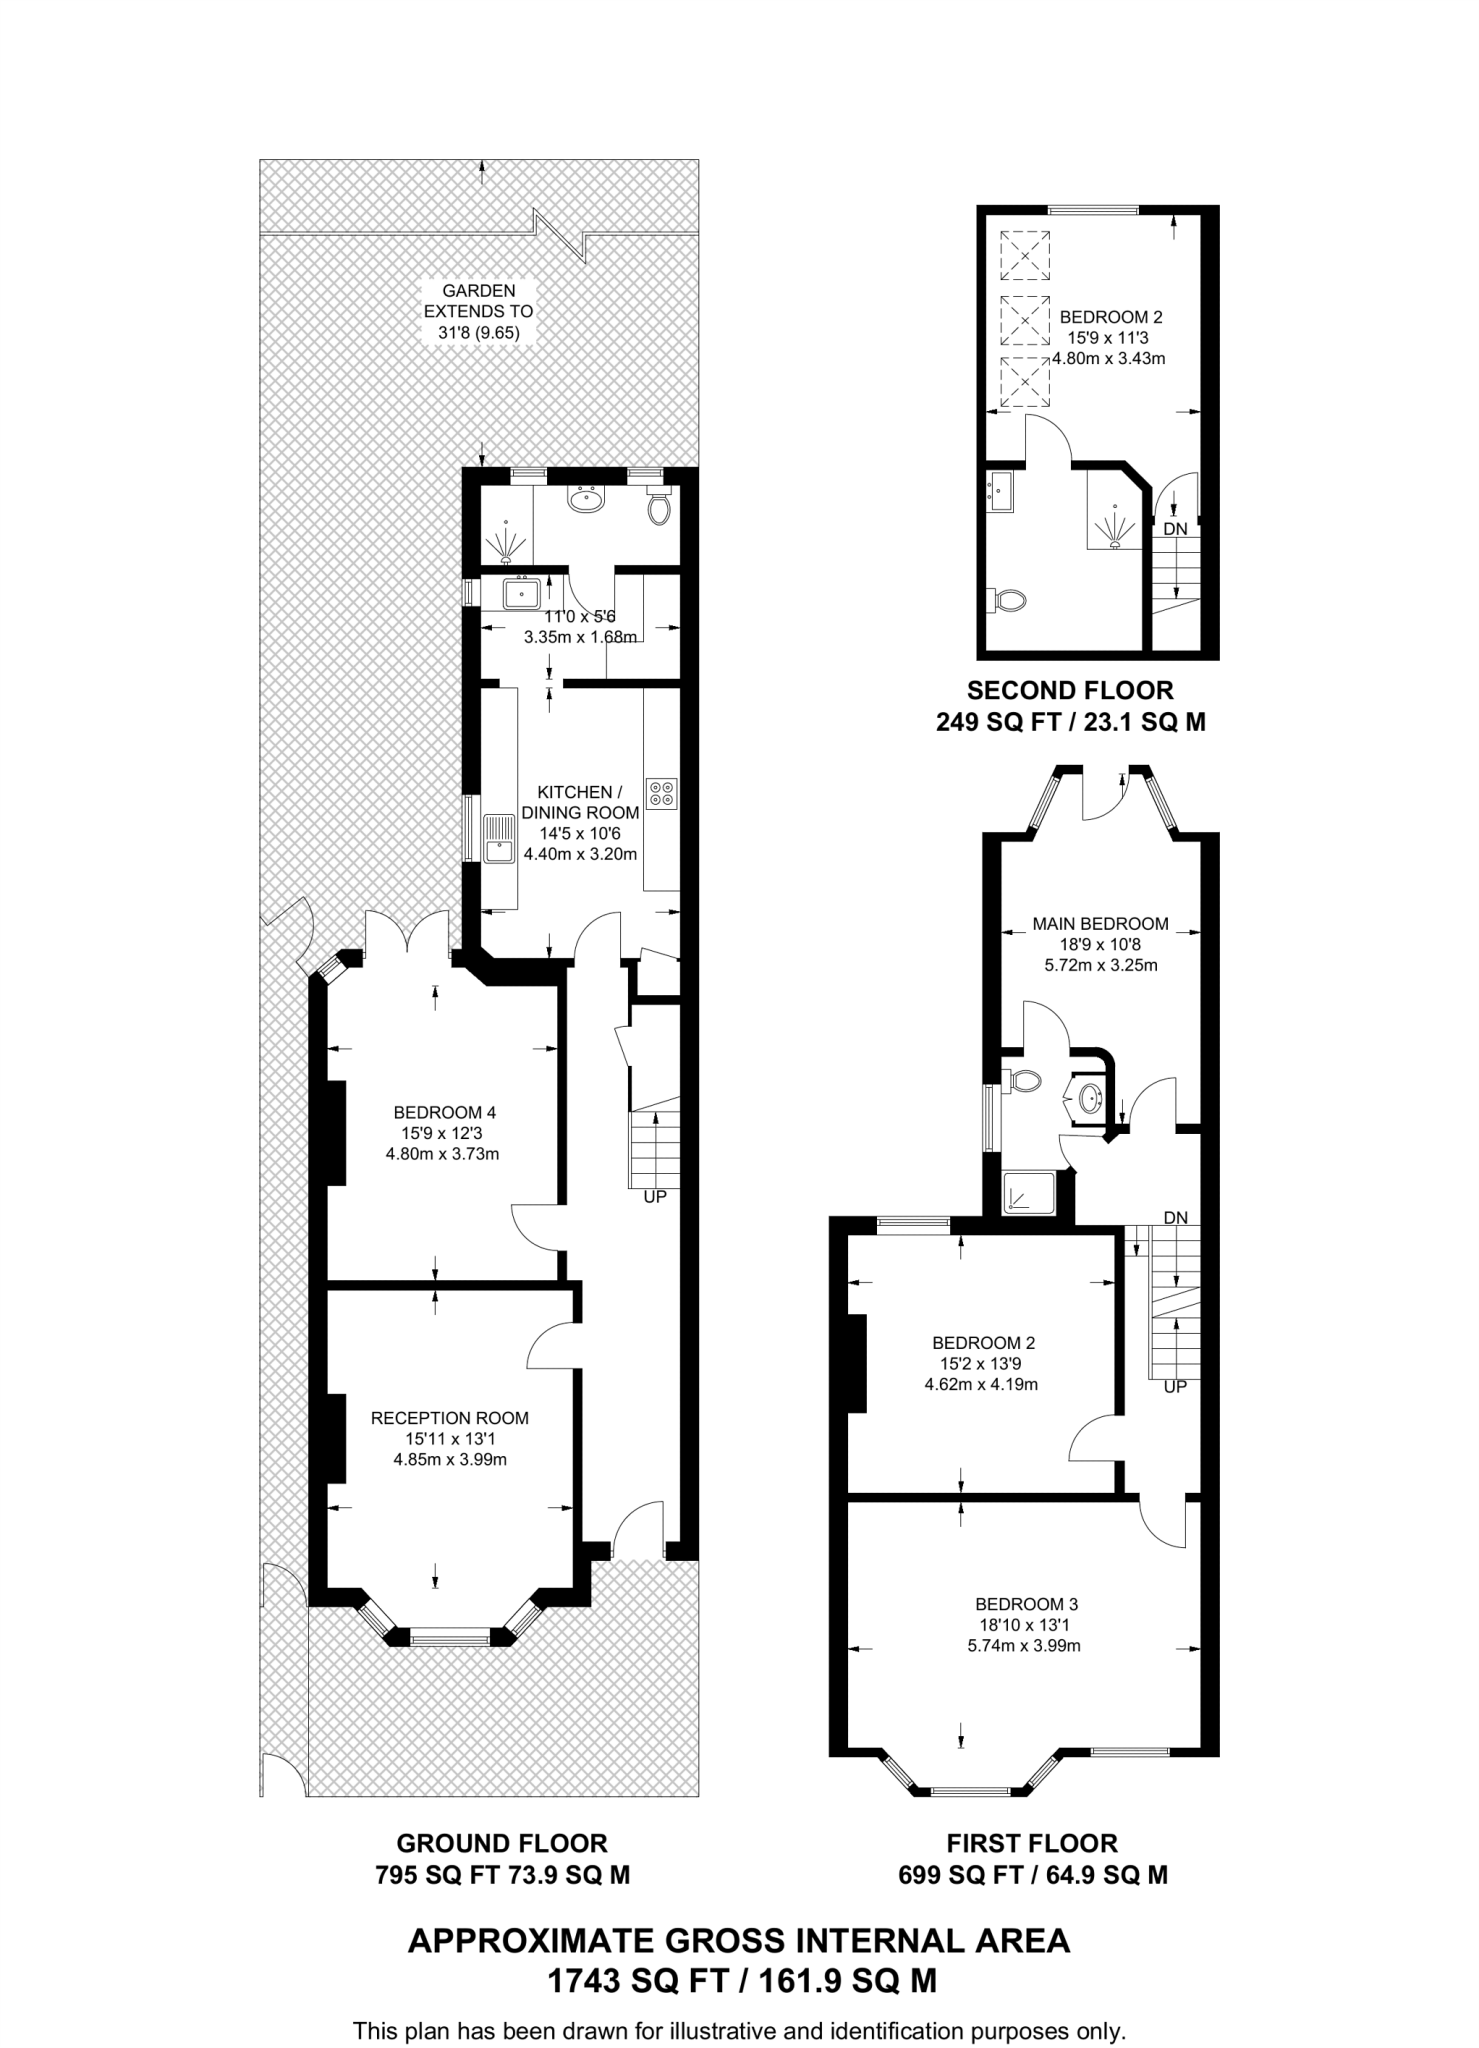 GARDEN
EXTENDS TO
31'8 (9.65)
11'0 x 5'6
3.35m x 1.68m
KITCHEN /
DINING ROOM
14'5 x 10'6
4.40m x 3.20m
BEDROOM 4
15'9 x 12'3
4.80m x 3.73m
UP
RECEPTION ROOM
15'11 x 13'1
4.85m x 3.99m
GROUND FLOOR
795 SQ FT 73.9 SQ M
BEDROOM 2
15'9 x 11'3
4.80m x 3.43m
DN
SECOND FLOOR
249 SQ FT / 23.1 SQ M
MAIN BEDROOM
18'9 x 10'8
5.72m x 3.25m
DN
BEDROOM 2
15'2 x 13'9
4.62m x 4.19m
UP
BEDROOM 3
18'10 x 13'1
5.74m x 3.99m
FIRST FLOOR
699 SQ FT / 64.9 SQ M
APPROXIMATE GROSS INTERNAL AREA
1743 SQ FT / 161.9 SQ M
This plan has been drawn for illustrative and identification purposes only.